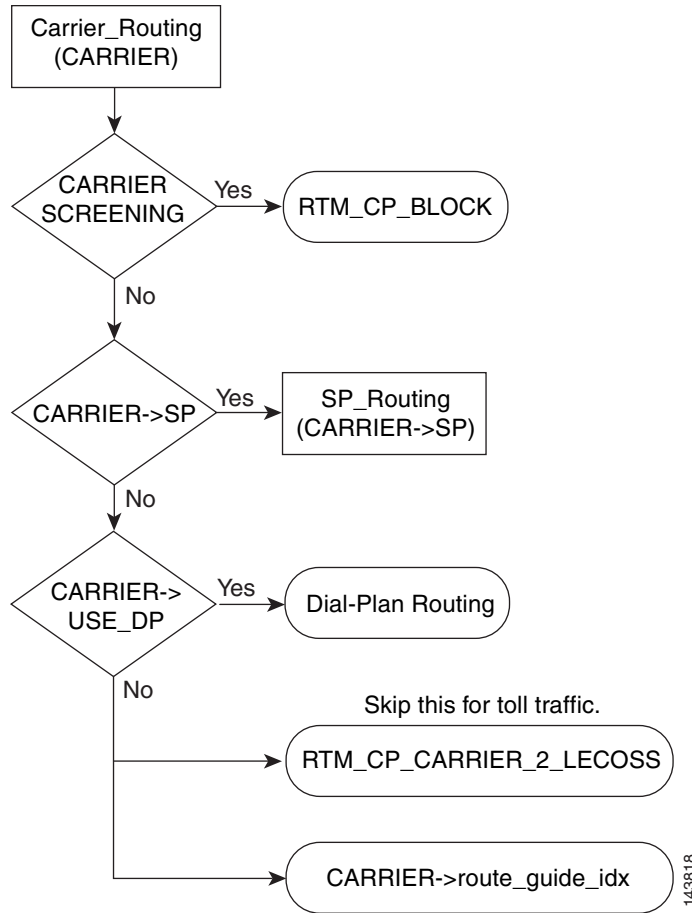 Carrier_Routing
(CARRIER)
CARRIER
SCREENING
Yes
RTM_CP_BLOCK
No
CARRIER->SP
Yes
SP_Routing
(CARRIER->SP)
No
CARRIER->
USE_DP
Yes
Dial-Plan Routing
No
Skip this for toll traffic.
RTM_CP_CARRIER_2_LECOSS
CARRIER->route_guide_idx
143818